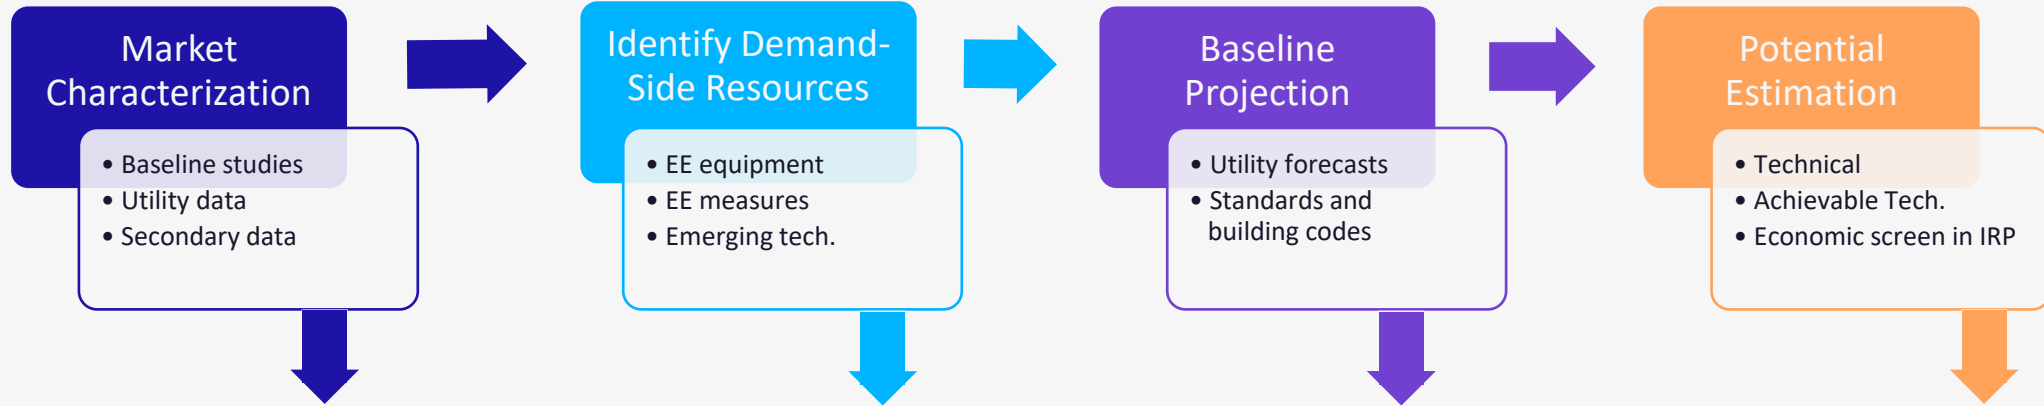 Market
Characterization
• Baseline studies
• Utility data
• Secondary data
Identify Demand-
Side Resources
• EE equipment
• EE measures
• Emerging tech.
Baseline
Projection
• Utility forecasts
• Standards and
building codes
Potential
Estimation
• Technical
• Achievable Tech.
• Economic screen in IRP